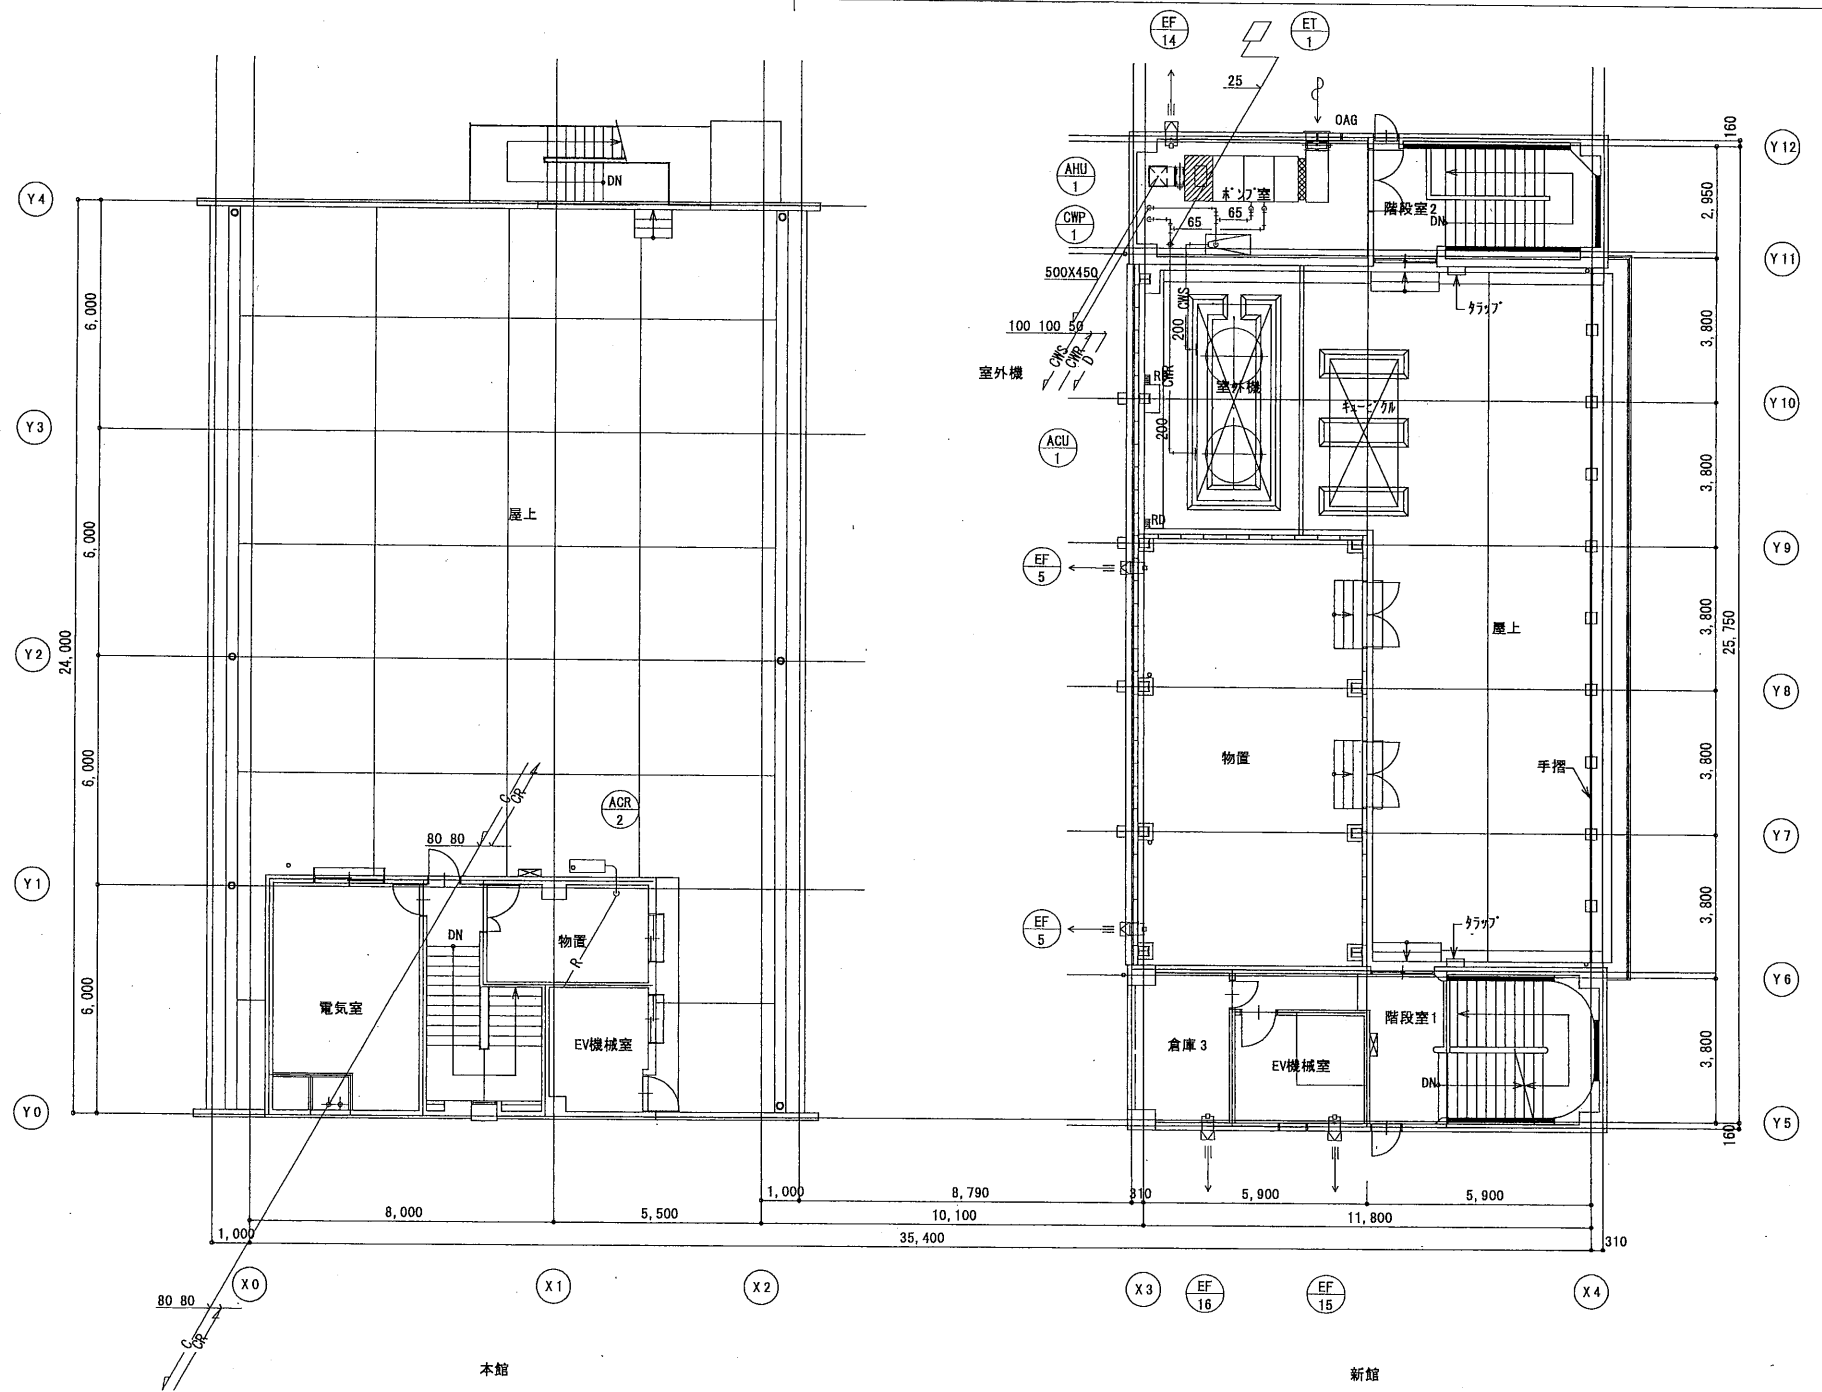 EF
14
ET
1
25
OAG
160
Y12
DN
AHU
1
ポンプ室
階段室2
2,950
Y4
CWP
1
65
65
DN
Y11
500X450
CWS
200
タラップ
6,000
100 100 50
CWS
CWR
D
3,800
室外機
RD
CWR
室外機
キュービクル
Y10
Y3
200
ACU
1
3,800
屋上
RD
6,000
Y9
EF
5
3,800
屋上
25,750
Y2
24,000
Y8
6,000
物置
手摺
3,800
C
CR
ACR
2
80 80
Y7
Y1
3,800
EF
5
タラップ
DN
物置
R
Y6
6,000
電気室
EV機械室
倉庫3
EV機械室
階段室1
DN
3,800
Y0
Y5
160
1,000
8,790
310
5,900
5,900
8,000
5,500
10,100
11,800
1,000
35,400
310
X0
X1
X2
X3
EF
16
EF
15
X4
80 80
C
CR
本館
新館